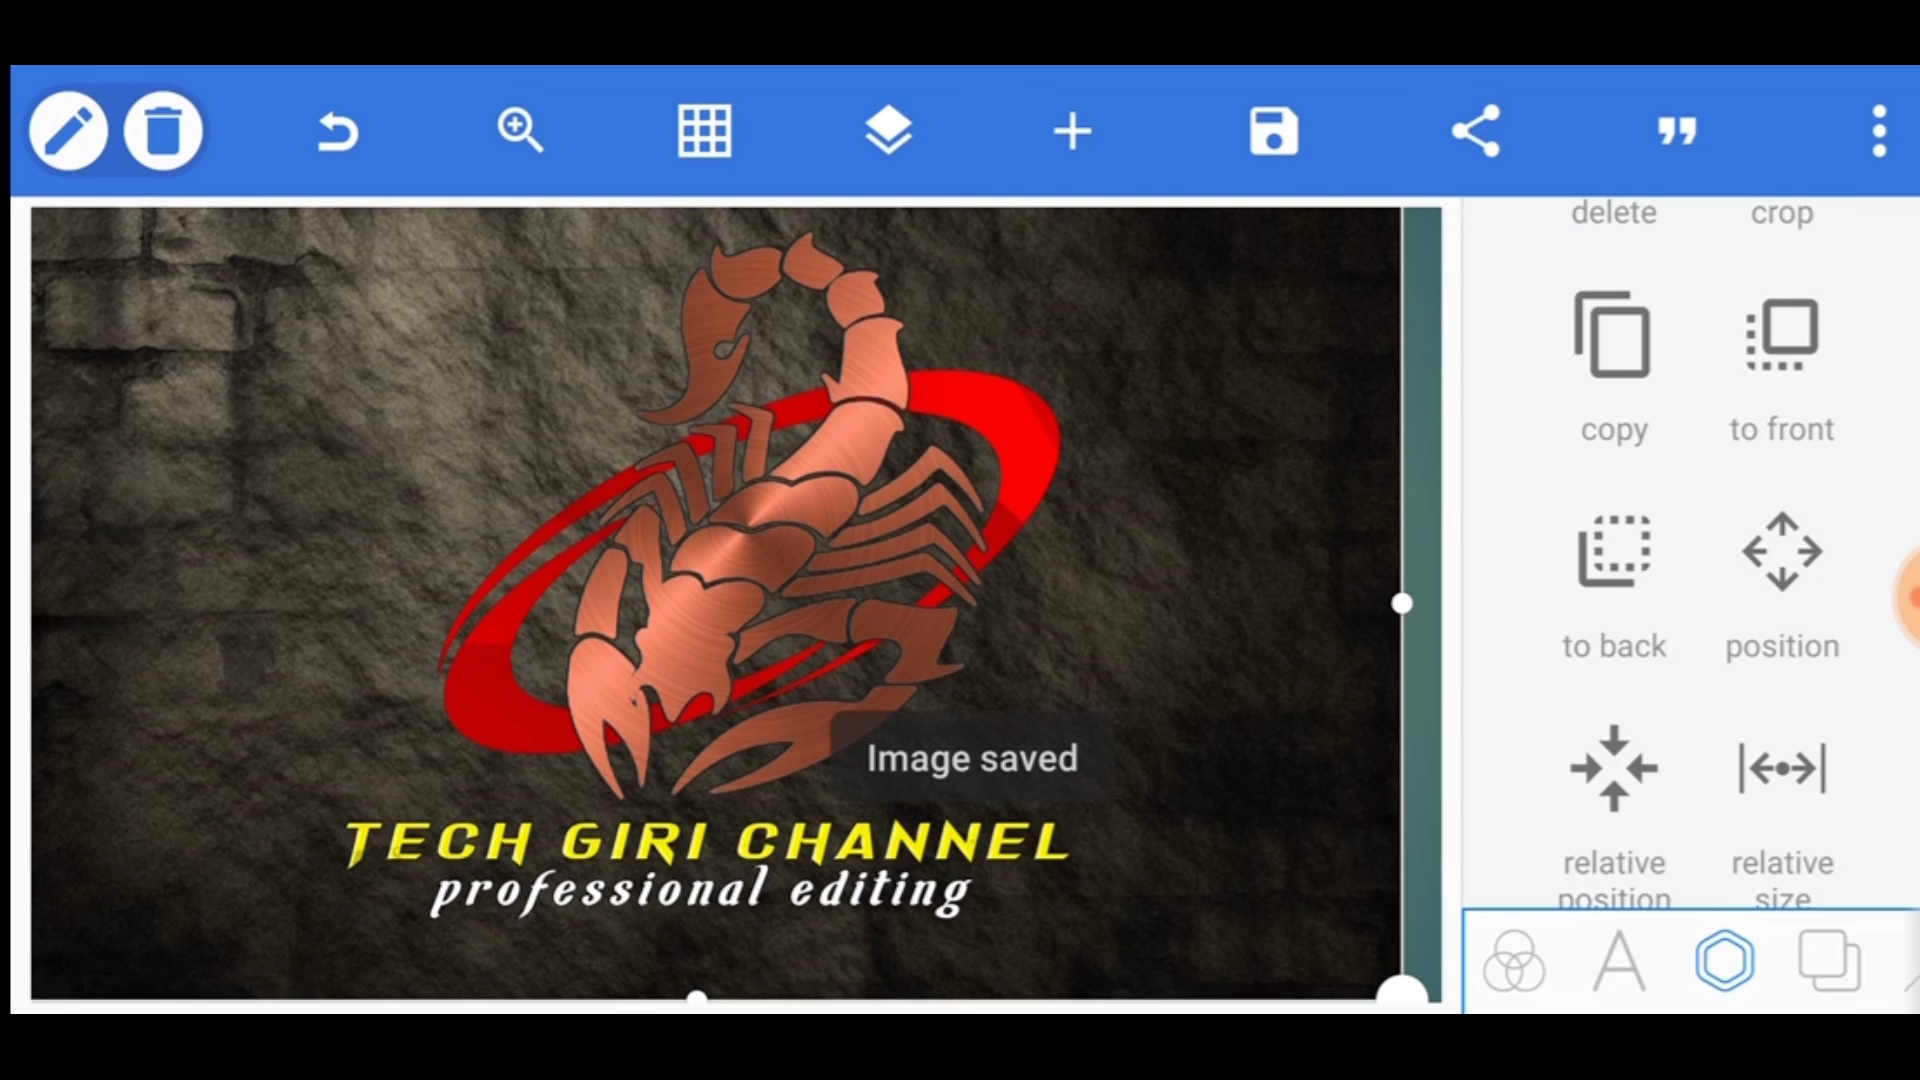 delete crop
copy to front
to back position
Image saved
relative position relative size
TECH GIRI CHANNEL
professional editing